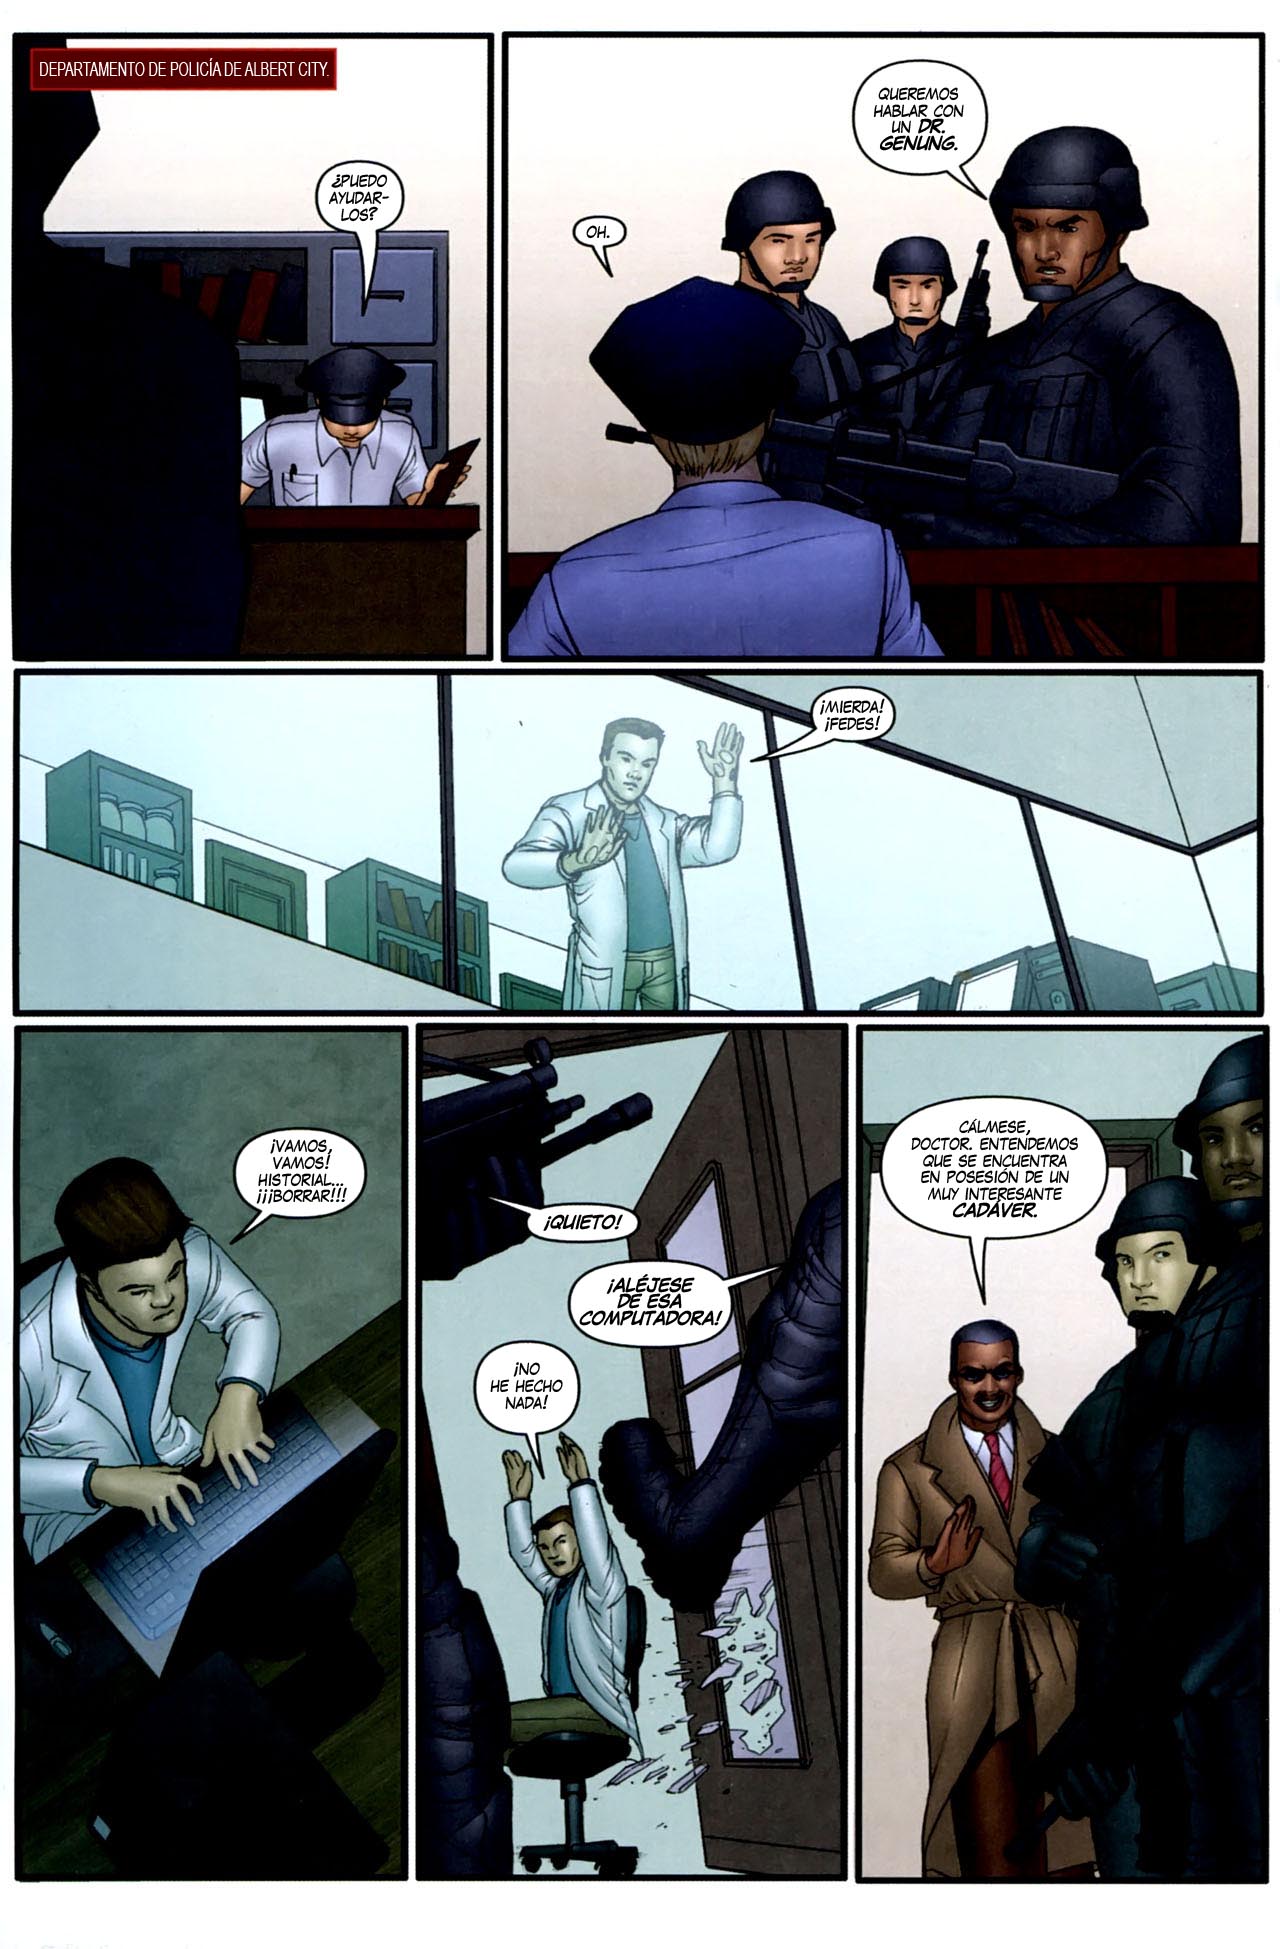 DEPARTAMENTO DE POLICÍA DE ALBERT CITY.
¿PUEDO
AYUDAR-
LOS?
QUEREMOS
HABLAR CON
UN DR.
GENUNG.
OH.
¡MIERDA!
¡FEDES!
¡VAMOS,
VAMOS!
HISTORIAL...
¡¡¡BORRAR!!!
¡QUIETO!
¡ALÉJESE
DE ESA
COMPUTADORA!
¡NO
HE HECHO
NADA!
CÁLMESE,
DOCTOR. ENTENDEMOS
QUE SE ENCUENTRA
EN POSESIÓN DE UN
MUY INTERESANTE
CADÁVER.